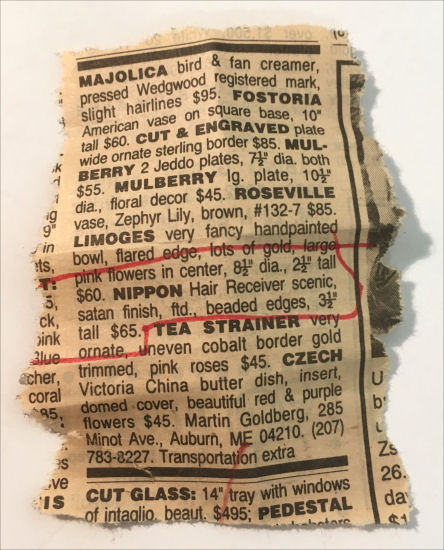 MAJOLICA bird & fan creamer,
pressed Wedgwood registered mark,
slight hairlines $95. FOSTORIA
American vase on square base, 10"
tall $60. CUT & ENGRAVED plate
wide ornate sterling border $85. MUL-
BERRY 2 Jeddo plates, 7½" dia. both
$55. MULBERRY lg. plate, 10½"
dia., floral decor $45. ROSEVILLE
vase, Zephyr Lily, brown, #132-7 $85.
LIMOGES very fancy handpainted
bowl, flared edge, lots of gold, large
pink flowers in center, 8½" dia., 2½" tall
$60. NIPPON Hair Receiver scenic,
satin finish, ftd., beaded edges, 3½"
tall $65. TEA STRAINER very
ornate, uneven cobalt border gold
trimmed, pink roses $45. CZECH
Victoria China butter dish, insert,
domed cover, beautiful red & purple
flowers $45. Martin Goldberg, 285
Minot Ave., Auburn, ME 04210. (207)
783-8227. Transportation extra
CUT GLASS: 14" tray with windows
of intaglio, beaut. $495; PEDESTAL